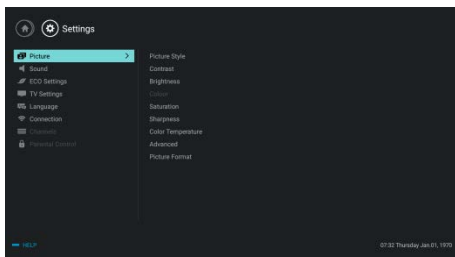 Settings
Picture
Sound
ECO Settings
TV Settings
Language
Connection
Channels
Parental Control
Picture Style
Contrast
Brightness
Colour
Saturation
Sharpness
Color Temperature
Advanced
Picture Format
HELP
07:32 Thursday Jan.01, 1970